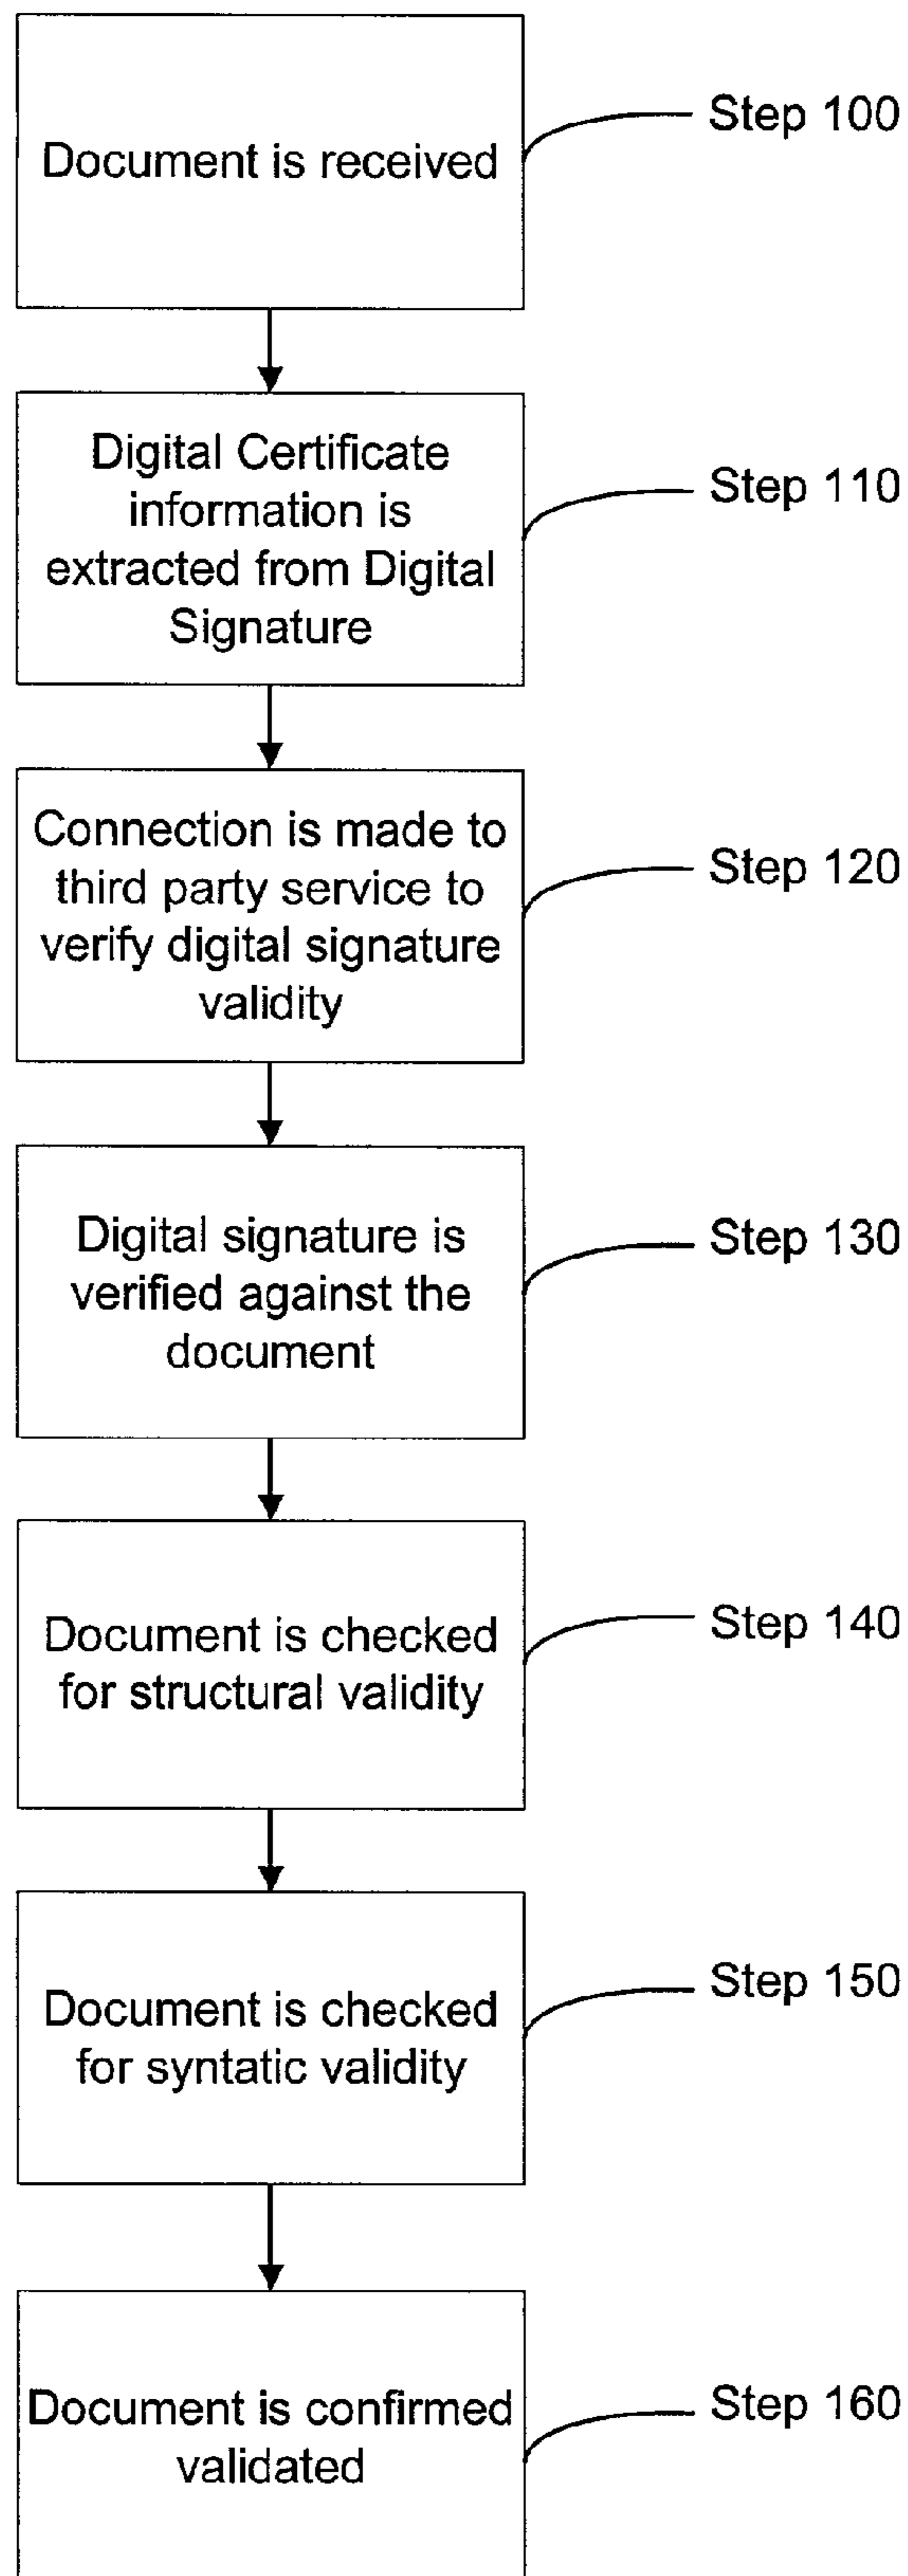 Document is received
Step 100
Digital Certificate
information is
extracted from Digital
Signature
Step 110
Connection is made to
third party service to
verify digital signature
validity
Step 120
Digital signature is
verified against the
document
Step 130
Document is checked
for structural validity
Step 140
Document is checked
for syntatic validity
Step 150
Document is confirmed
validated
Step 160